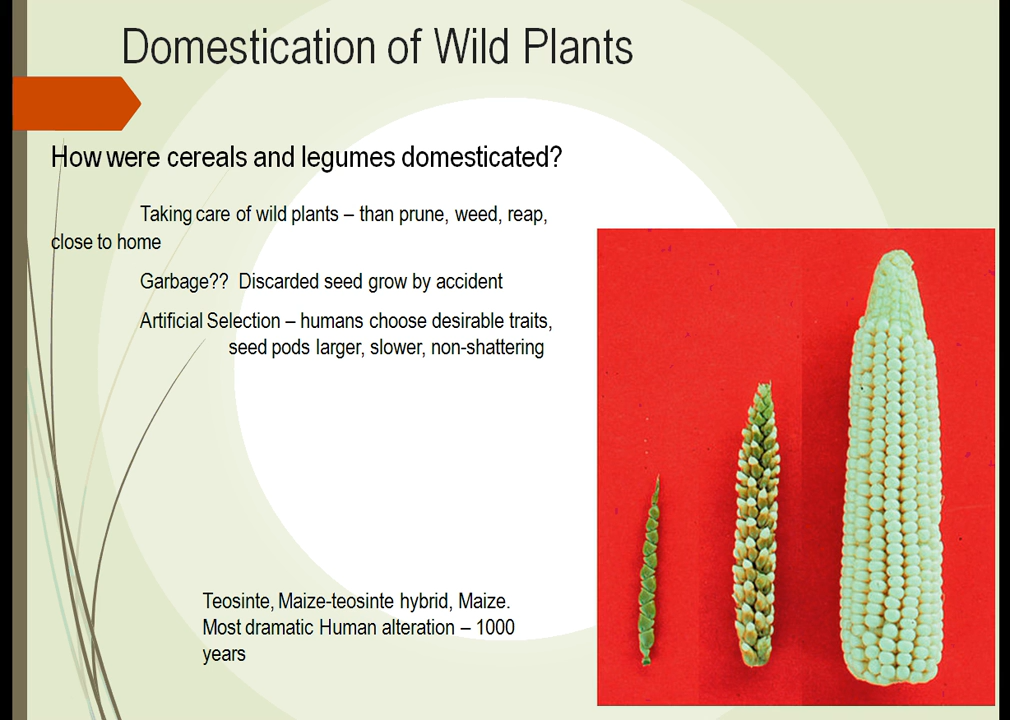 Domestication of Wild Plants
How were cereals and legumes domesticated?
Taking care of wild plants – than prune, weed, reap,
close to home
Garbage?? Discarded seed grow by accident
Artificial Selection – humans choose desirable traits,
seed pods larger, slower, non-shattering
Teosinte, Maize-teosinte hybrid, Maize.
Most dramatic Human alteration – 1000
years